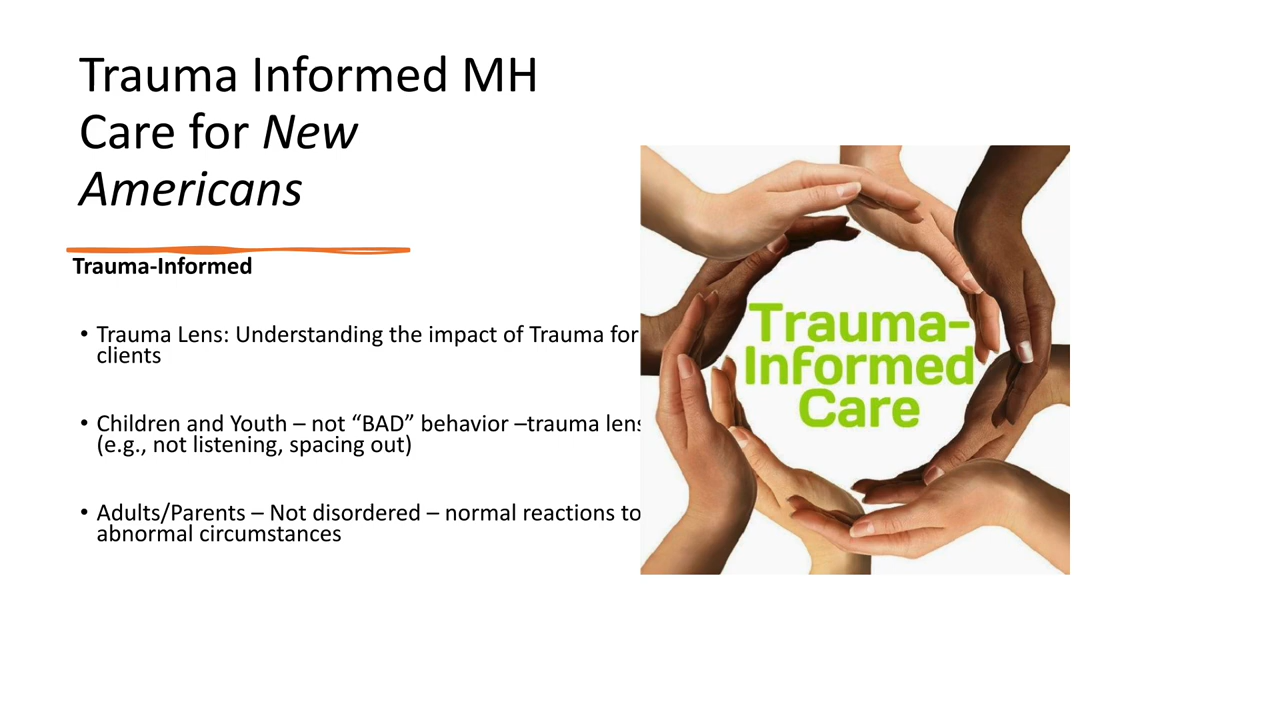 Trauma Informed MH
Care for New
Americans
Trauma-Informed
• Trauma Lens: Understanding the impact of Trauma for
clients
• Children and Youth – not “BAD” behavior –trauma lens
(e.g., not listening, spacing out)
• Adults/Parents – Not disordered – normal reactions to
abnormal circumstances
Trauma-
Informed
Care